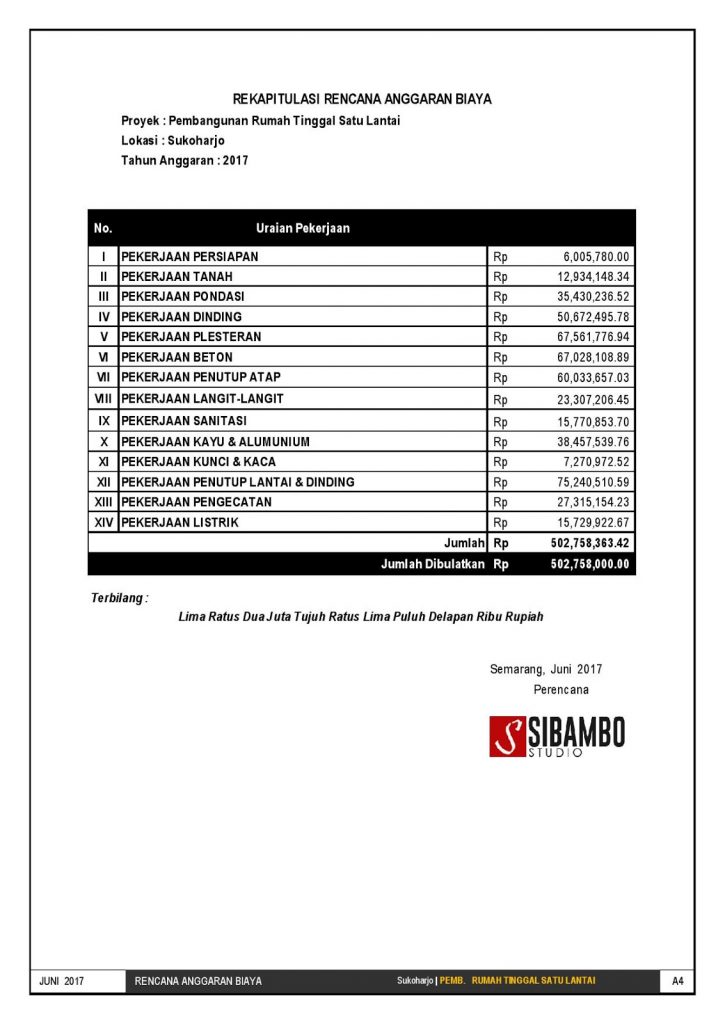 REKAPITULASI RENCANA ANGGARAN BIAYA
Proyek : Pembangunan Rumah Tinggal Satu Lantai
Lokasi : Sukoharjo
Tahun Anggaran : 2017
No. Uraian Pekerjaan
I PEKERJAAN PERSIAPAN Rp 6,005,780.00
II PEKERJAAN TANAH Rp 12,934,148.34
III PEKERJAAN PONDASI Rp 35,430,236.52
IV PEKERJAAN DINDING Rp 50,672,495.78
V PEKERJAAN PLESTERAN Rp 67,561,776.94
VI PEKERJAAN BETON Rp 67,028,108.89
VII PEKERJAAN PENUTUP ATAP Rp 60,033,657.03
VIII PEKERJAAN LANGIT-LANGIT Rp 23,307,206.45
IX PEKERJAAN SANITASI Rp 15,770,853.70
X PEKERJAAN KAYU & ALUMUNIUM Rp 38,457,539.76
XI PEKERJAAN KUNCI & KACA Rp 7,270,972.52
XII PEKERJAAN PENUTUP LANTAI & DINDING Rp 75,240,510.59
XIII PEKERJAAN PENGECATAN Rp 27,315,154.23
XIV PEKERJAAN LISTRIK Rp 15,729,922.67
Jumlah Rp 502,758,363.42
Jumlah Dibulatkan Rp 502,758,000.00
Terbilang :
Lima Ratus Dua Juta Tujuh Ratus Lima Puluh Delapan Ribu Rupiah
Semarang, Juni 2017
Perencana
S SIBAMBO
STUDIO
JUNI 2017 RENCANA ANGGARAN BIAYA Sukoharjo | PEMB. RUMAH TINGGAL SATU LANTAI A4